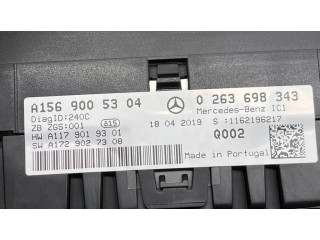 A156 900 53 04 0 263 698 343
DiagID:240C Mercedes-Benz IC1
ZB ZGS:001 A15 18 04 2019 S :1162196217
HW A117 901 93 01 Q002
SW A172 902 73 08 Made in Portugal